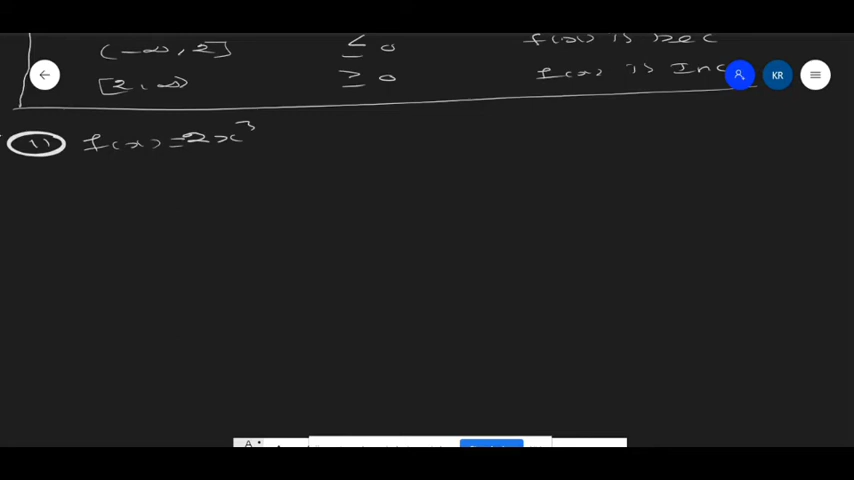 (-∞, 2] ≤ 0 f(x) is Dec
[2, ∞) ≥ 0 f(x) is Inc
KR
11) f(x) = 2x³
A